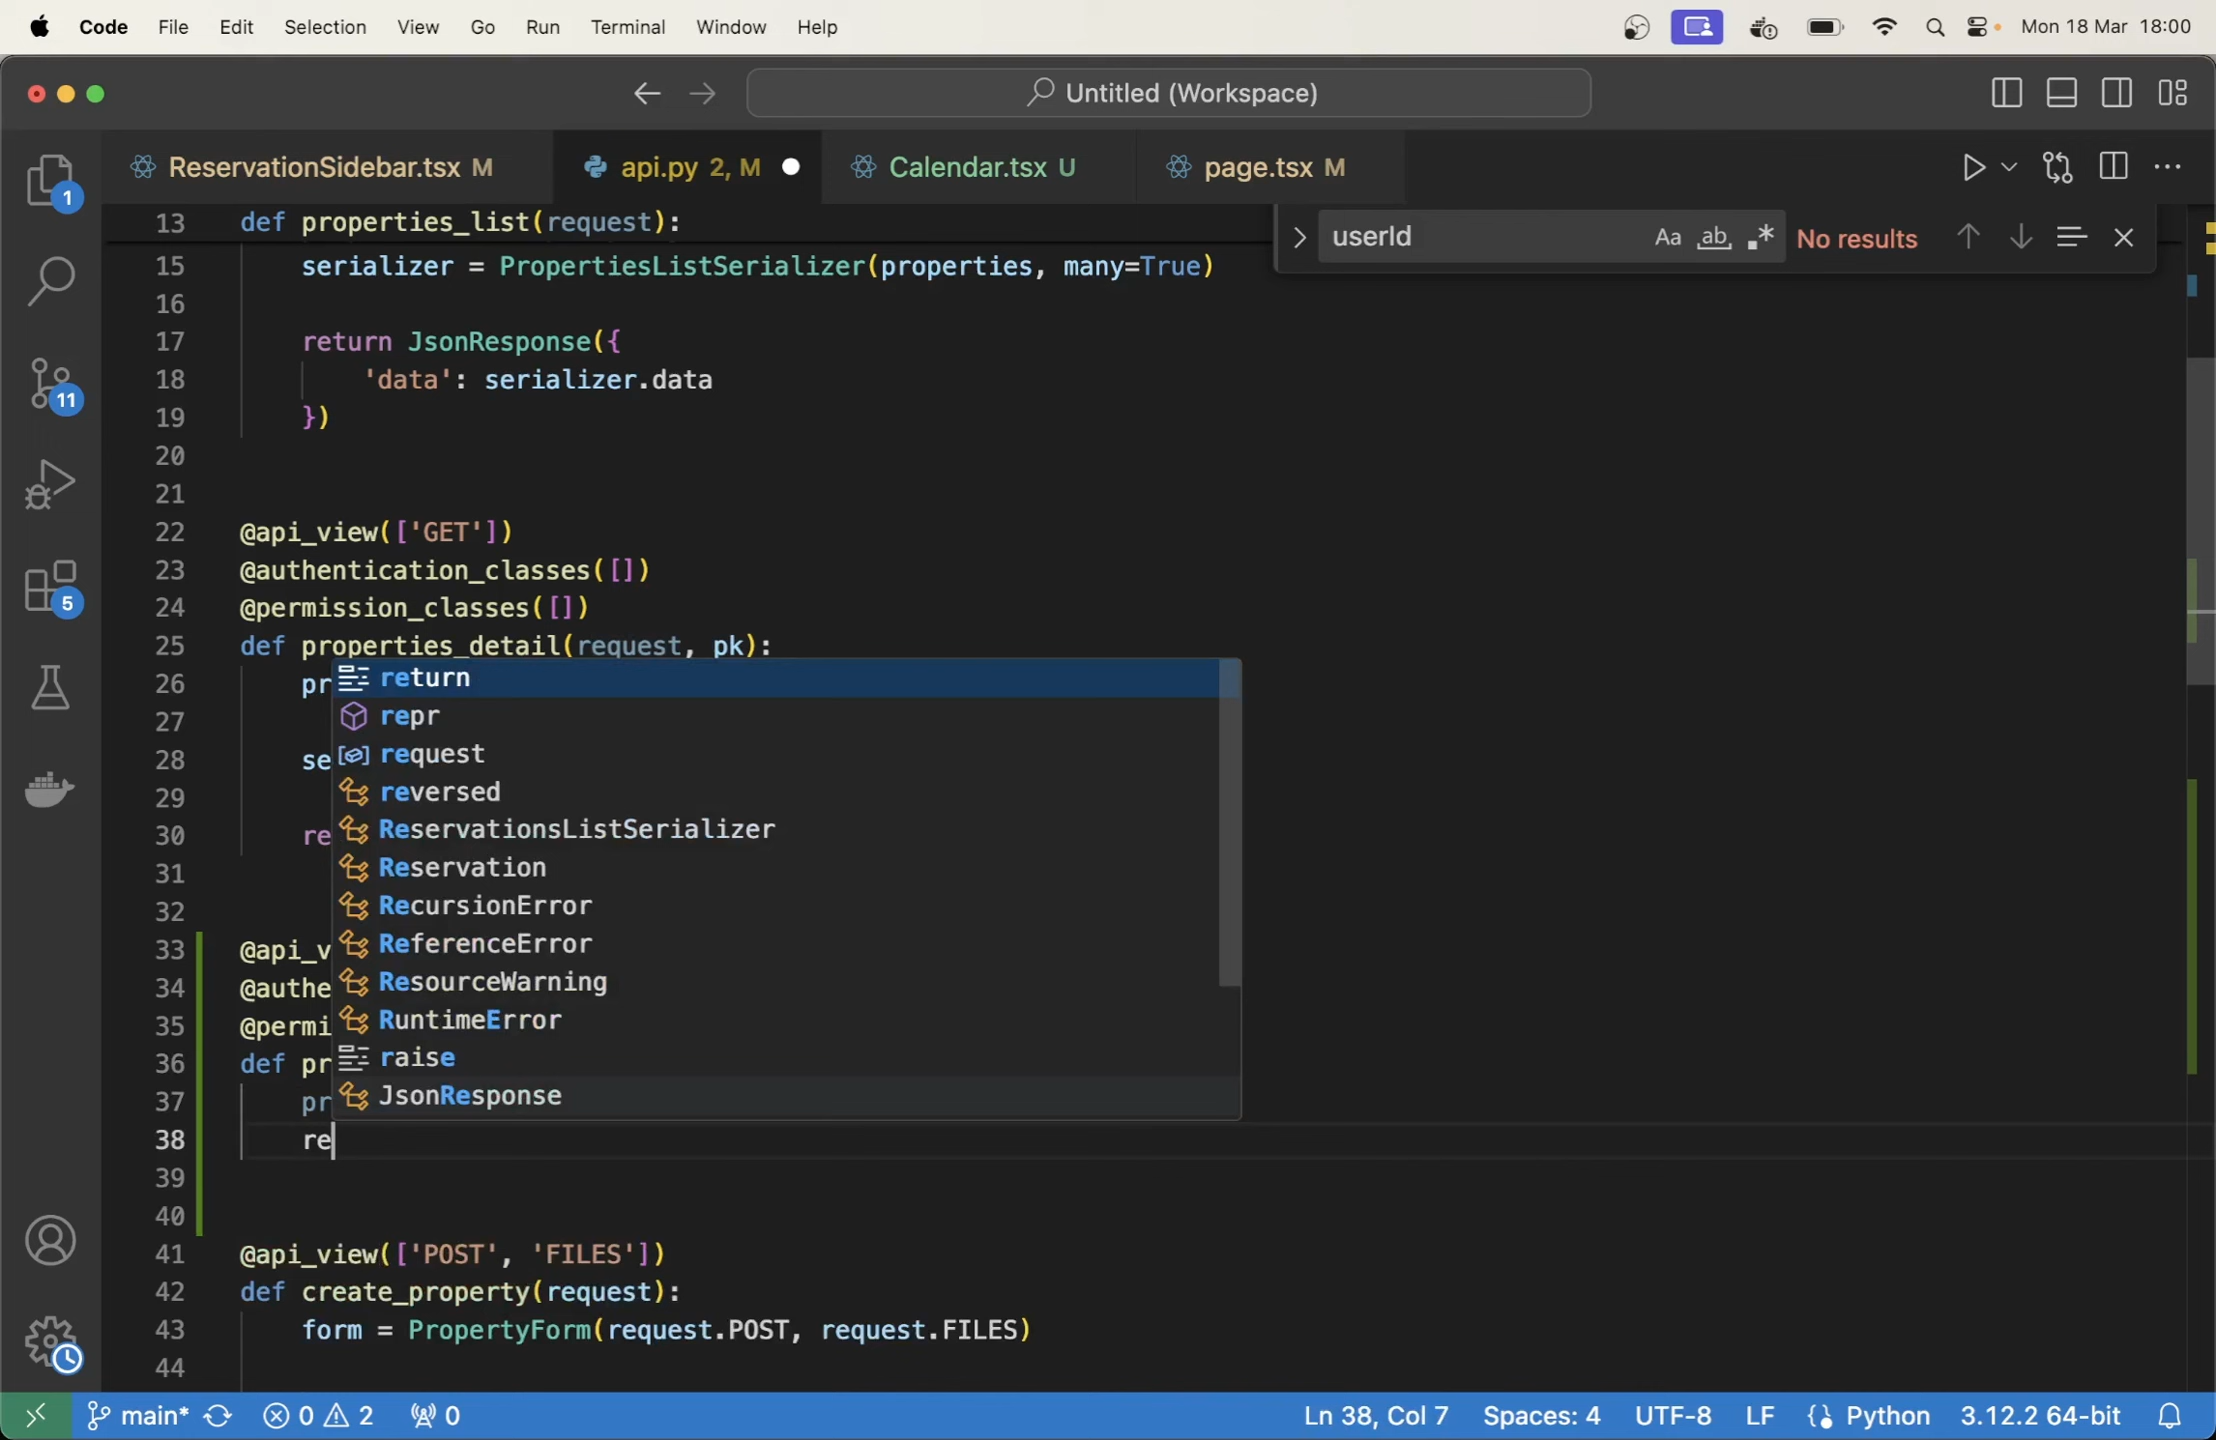 Code File Edit Selection View Go Run Terminal Window Help Mon 18 Mar 18:00
Untitled (Workspace)
ReservationSidebar.tsx M api.py 2, M Calendar.tsx U page.tsx M
userId Aa ab No results
13 def properties_list(request):
15 serializer = PropertiesListSerializer(properties, many=True)
16
17 return JsonResponse({
18 'data': serializer.data
19 })
20
21
22 @api_view(['GET'])
23 @authentication_classes([])
24 @permission_classes([])
25 def properties_detail(request, pk):
26 pr
27
28 se
29
30 re
31
32
33 @api_v
34 @authe
35 @permi
36 def pr
37 pr
38 re
39
40
41 @api_view(['POST', 'FILES'])
42 def create_property(request):
43 form = PropertyForm(request.POST, request.FILES)
44
return
repr
request
reversed
ReservationsListSerializer
Reservation
RecursionError
ReferenceError
ResourceWarning
RuntimeError
raise
JsonResponse
1
11
5
main* 0 2 0 Ln 38, Col 7 Spaces: 4 UTF-8 LF Python 3.12.2 64-bit